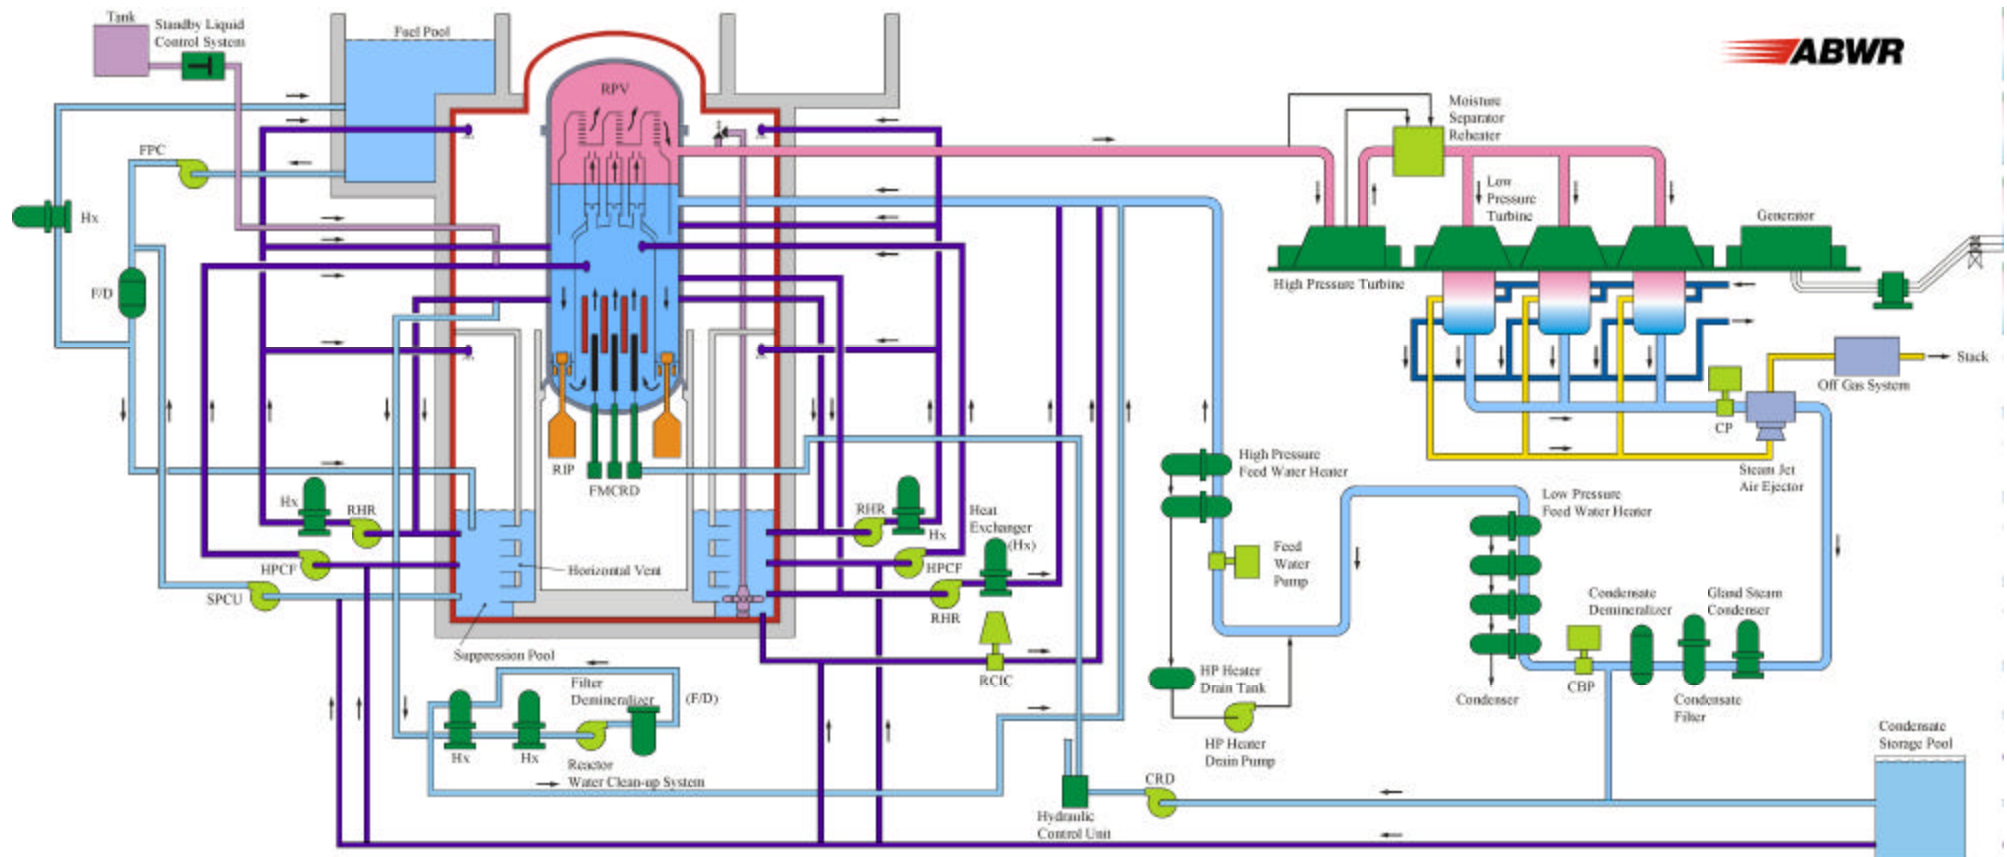 Tank
Standby Liquid
Control System
Fuel Pool
RPV
ABWR
Moisture
Separator
Reheater
FPC
Hx
Low
Pressure
Turbine
Generator
F/D
High Pressure Turbine
Stack
Off Gas System
CP
Steam Jet
Air Ejector
RIP
FMCRD
High Pressure
Feed Water Heater
Low Pressure
Feed Water Heater
Hx
RHR
RHR
Hx
Heat
Exchanger
(Hx)
HPCF
HPCF
SPCU
RHR
Horizontal Vent
Feed
Water
Pump
Condensate
Demineralizer
Gland Steam
Condenser
Suppression Pool
RCIC
Filter
Demineralizer
(F/D)
HP Heater
Drain Tank
Condenser
CBP
Condensate
Filter
Hx
Hx
Reactor
Water Clean-up System
HP Heater
Drain Pump
Condensate
Storage Pool
CRD
Hydraulic
Control Unit